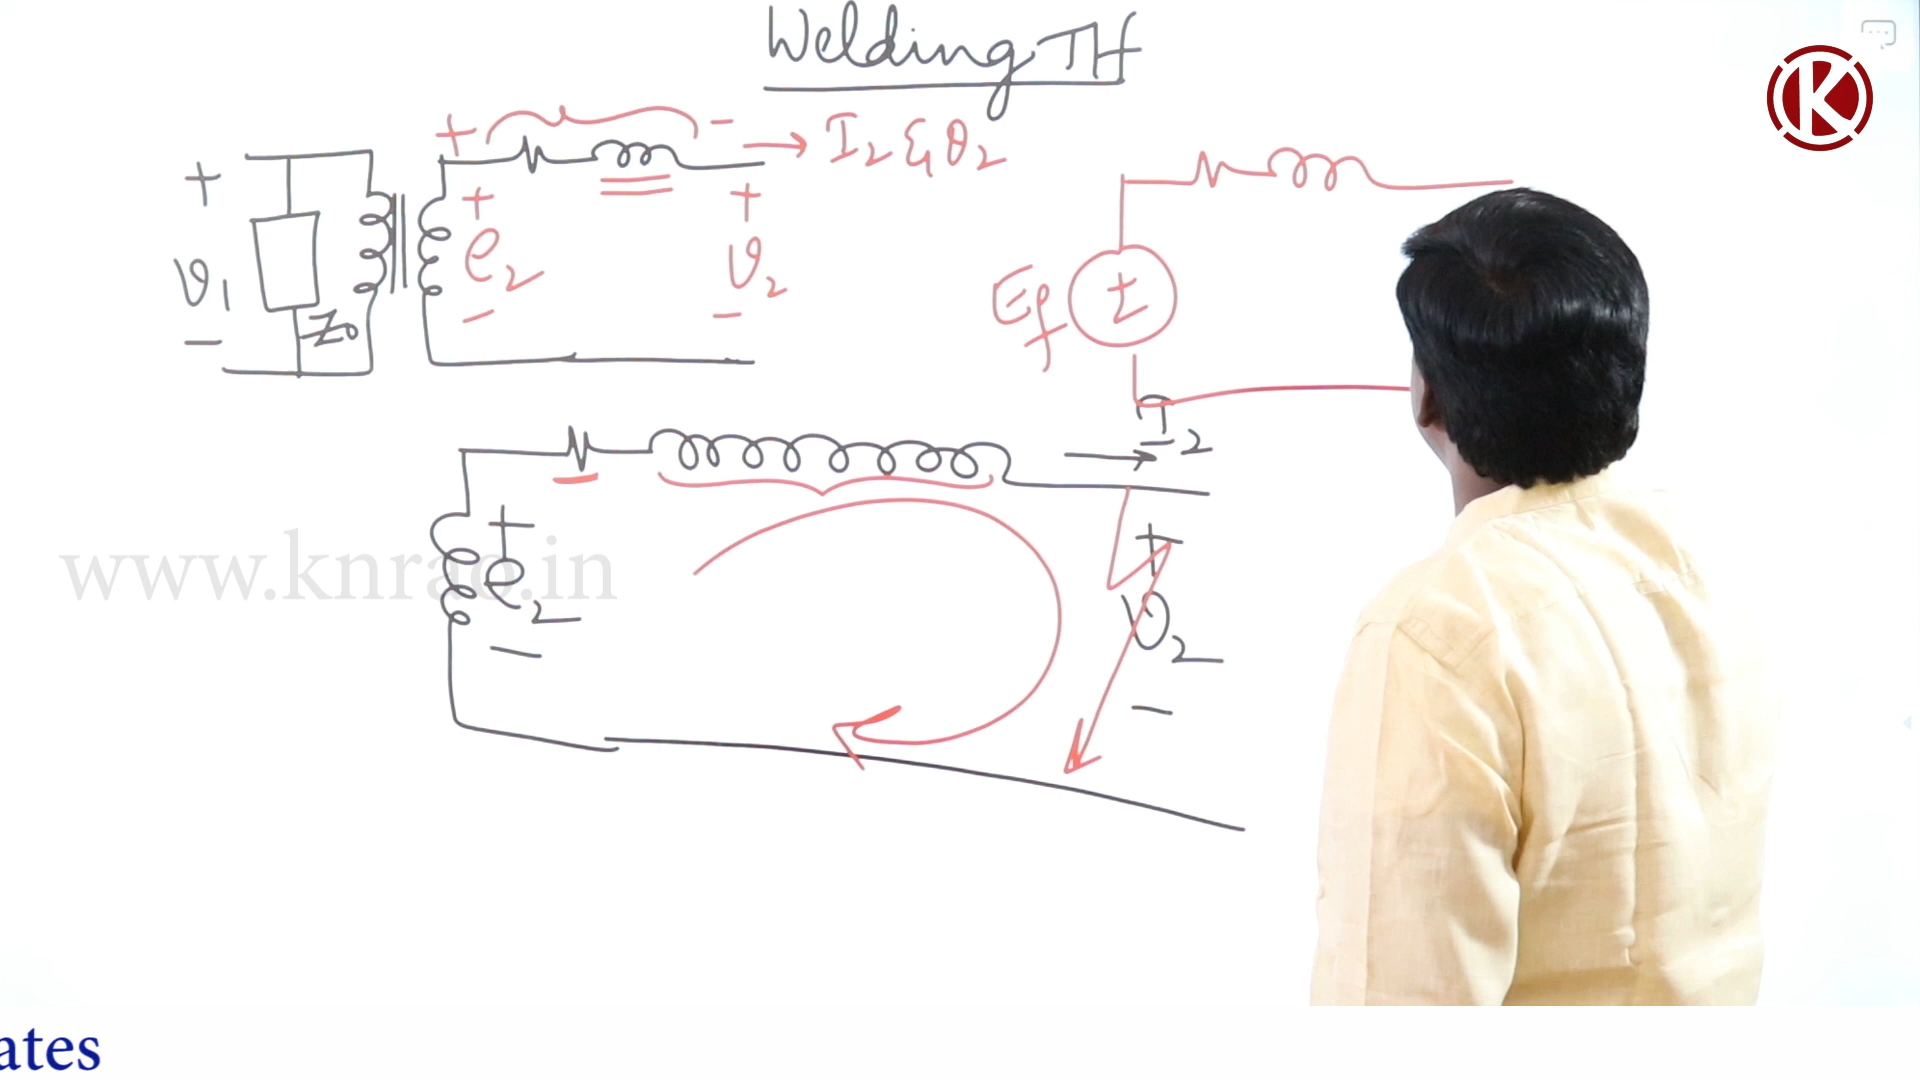 Welding Tf
K
+ - → I2 & θ2
+ + +
v1 e2 v2
- - -
Z0
Ef
+
-
I2
+ +
e2 v2
- -
www.knrao.in
ates